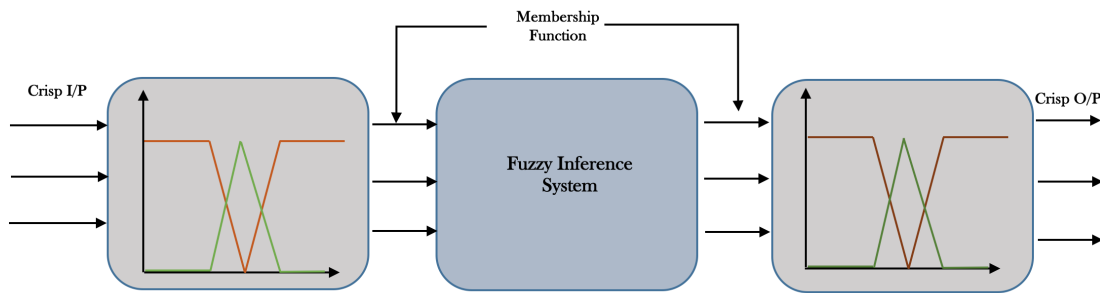 Membership
Function
Crisp I/P
Fuzzy Inference
System
Crisp O/P